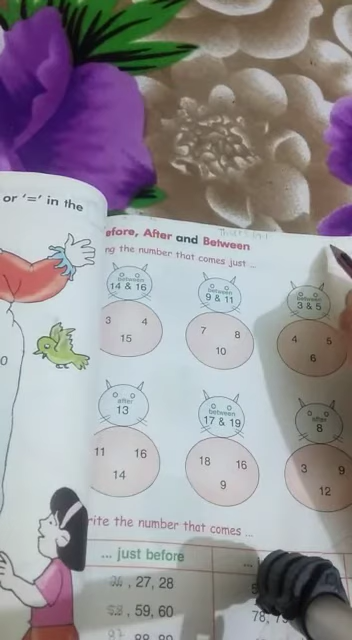 or '=' in the
efore, After and Between
ng the number that comes just ...
between
14 & 16
3 4
15
between
9 & 11
7 8
10
between
3 & 5
4 5
6
after
13
11 16
14
between
17 & 19
18 16
9
after
8
3 9
12
rite the number that comes ...
... just before
, 27, 28
, 59, 60